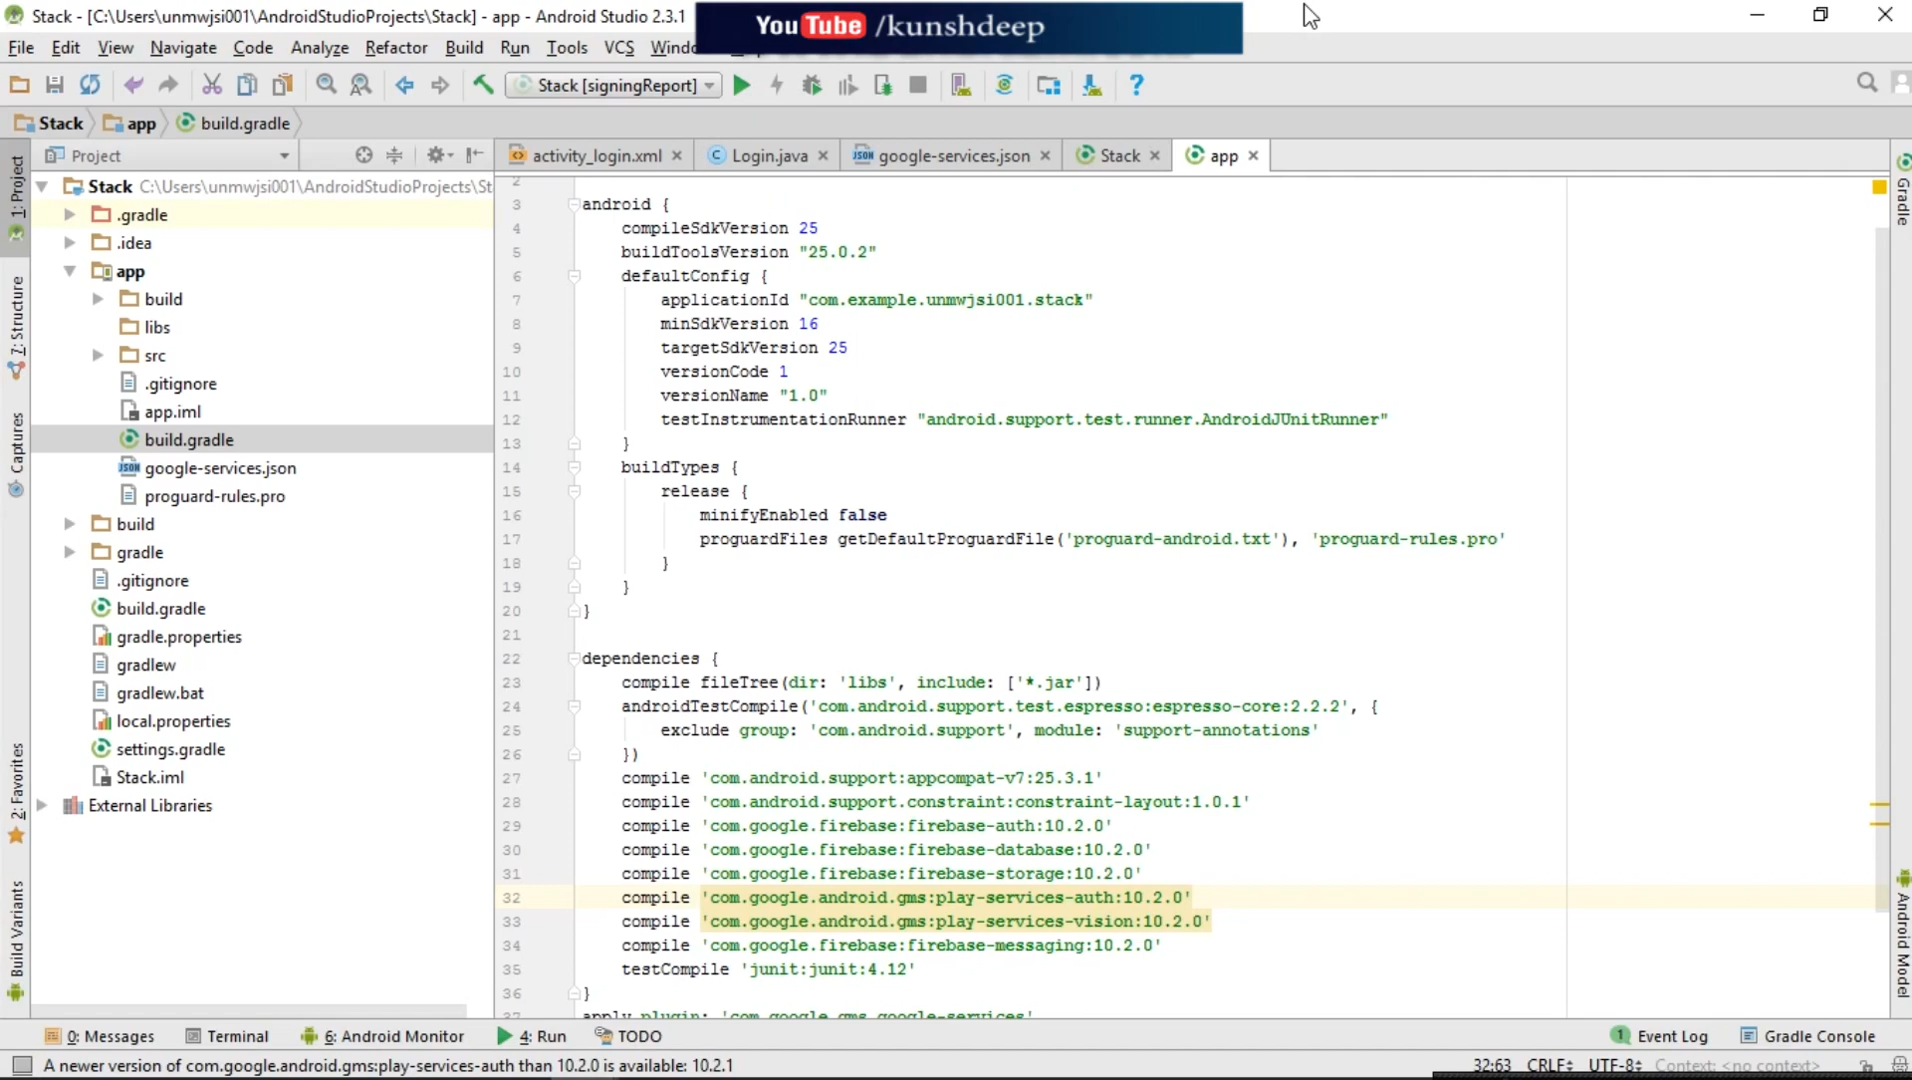 Stack - [C:\Users\unmwjsi001\AndroidStudioProjects\Stack] - app - Android Studio 2.3.1
YouTube /kunshdeep
File Edit View Navigate Code Analyze Refactor Build Run Tools VCS
Stack [signingReport]
Stack app build.gradle
Project
activity_login.xml Login.java google-services.json Stack app
1: Project
7: Structure
Captures
2: Favorites
Build Variants
Stack C:\Users\unmwjsi001\AndroidStudioProjects\St
.gradle
.idea
app
build
libs
src
.gitignore
app.iml
build.gradle
google-services.json
proguard-rules.pro
build
gradle
.gitignore
build.gradle
gradle.properties
gradlew
gradlew.bat
local.properties
settings.gradle
Stack.iml
External Libraries
2
3 android {
4 compileSdkVersion 25
5 buildToolsVersion "25.0.2"
6 defaultConfig {
7 applicationId "com.example.unmwjsi001.stack"
8 minSdkVersion 16
9 targetSdkVersion 25
10 versionCode 1
11 versionName "1.0"
12 testInstrumentationRunner "android.support.test.runner.AndroidJUnitRunner"
13 }
14 buildTypes {
15 release {
16 minifyEnabled false
17 proguardFiles getDefaultProguardFile('proguard-android.txt'), 'proguard-rules.pro'
18 }
19 }
20 }
21
22 dependencies {
23 compile fileTree(dir: 'libs', include: ['*.jar'])
24 androidTestCompile('com.android.support.test.espresso:espresso-core:2.2.2', {
25 exclude group: 'com.android.support', module: 'support-annotations'
26 })
27 compile 'com.android.support:appcompat-v7:25.3.1'
28 compile 'com.android.support.constraint:constraint-layout:1.0.1'
29 compile 'com.google.firebase:firebase-auth:10.2.0'
30 compile 'com.google.firebase:firebase-database:10.2.0'
31 compile 'com.google.firebase:firebase-storage:10.2.0'
32 compile 'com.google.android.gms:play-services-auth:10.2.0'
33 compile 'com.google.android.gms:play-services-vision:10.2.0'
34 compile 'com.google.firebase:firebase-messaging:10.2.0'
35 testCompile 'junit:junit:4.12'
36 }
37 apply plugin: 'com.google.gms.google-services'
Gradle
Android Model
0: Messages Terminal 6: Android Monitor 4: Run TODO 1 Event Log Gradle Console
A newer version of com.google.android.gms:play-services-auth than 10.2.0 is available: 10.2.1 32:63 CRLF UTF-8 Context: <no context>